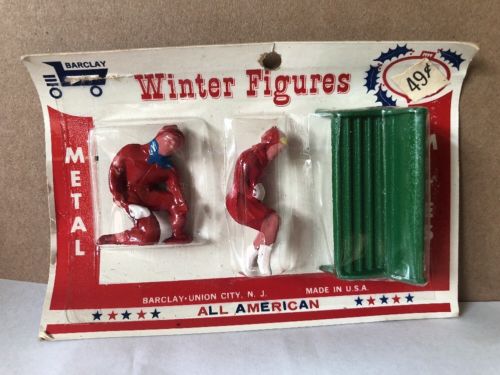 BARCLAY
Winter Figures
49¢
METAL
BARCLAY · UNION CITY, N. J.
MADE IN U.S.A.
ALL AMERICAN